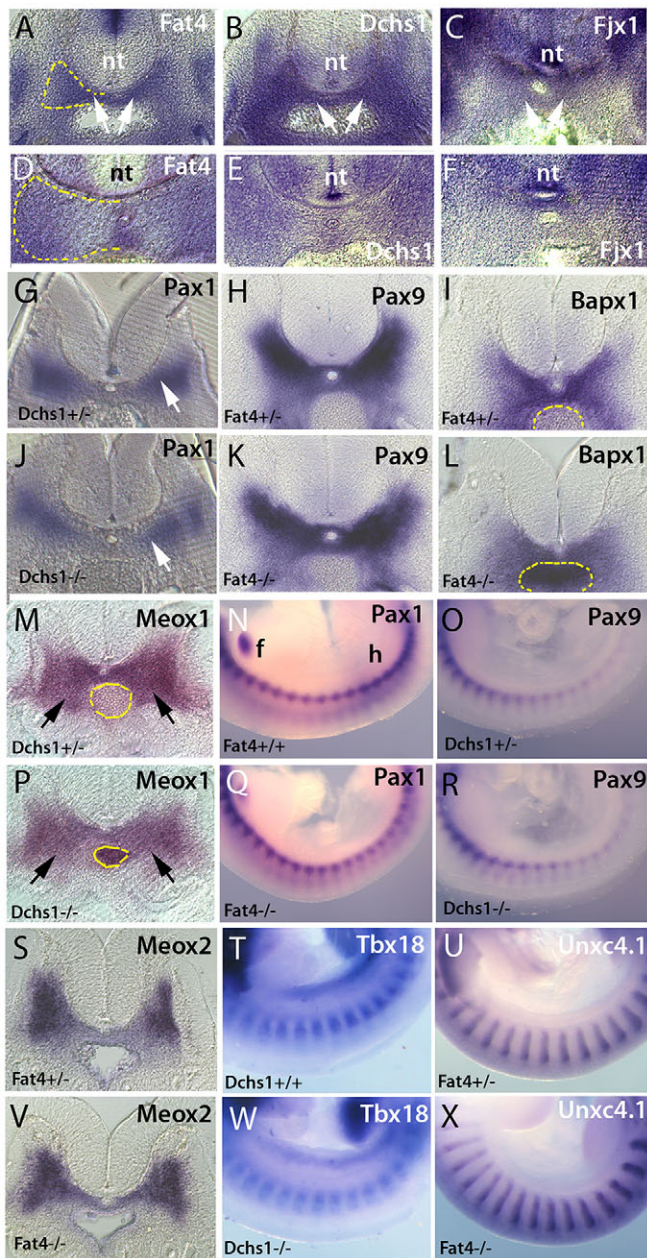 A Fat4 nt
B Dchs1 nt
C Fjx1 nt
D Fat4 nt
E nt Dchs1
F nt Fjx1
G Pax1 Dchs1+/-
H Pax9 Fat4+/-
I Bapx1 Fat4+/-
J Pax1 Dchs1-/-
K Pax9 Fat4-/-
L Bapx1 Fat4-/-
M Meox1 Dchs1+/-
N Pax1 f h Fat4+/+
O Pax9 Dchs1+/-
P Meox1 Dchs1-/-
Q Pax1 Fat4-/-
R Pax9 Dchs1-/-
S Meox2 Fat4+/-
T Tbx18 Dchs1+/+
U Unxc4.1 Fat4+/-
V Meox2 Fat4-/-
W Tbx18 Dchs1-/-
X Unxc4.1 Fat4-/-